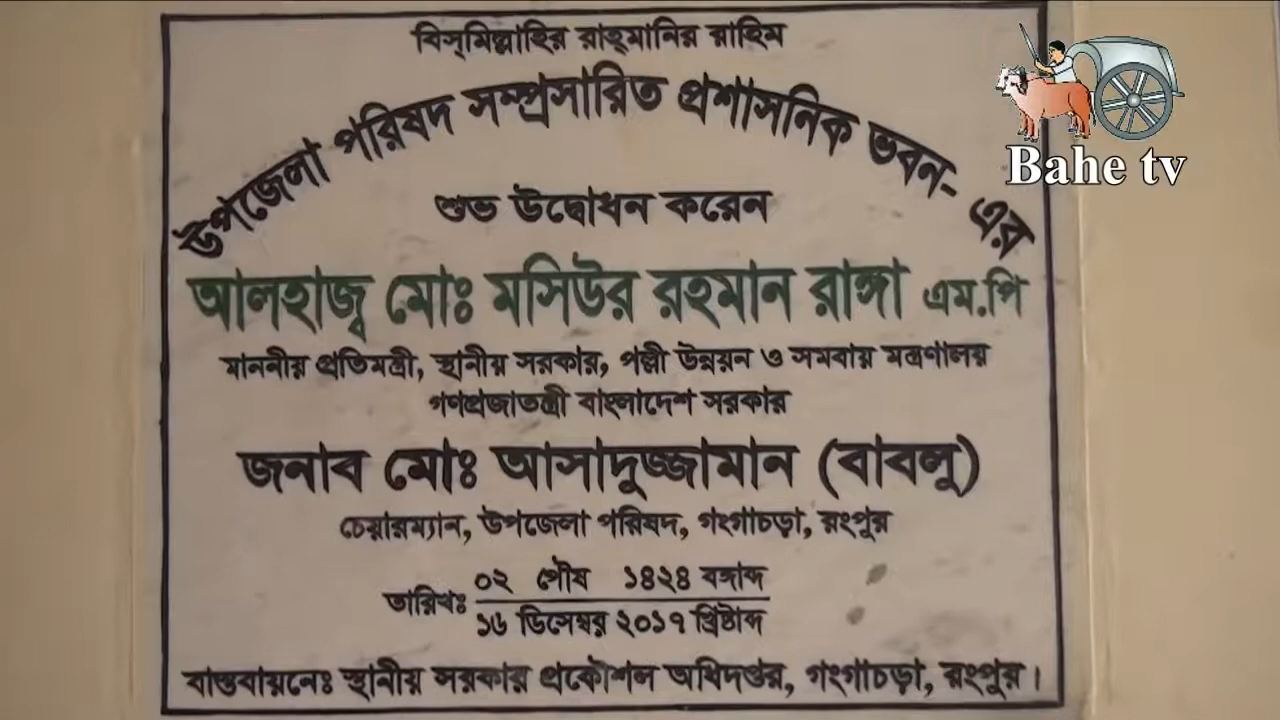 বিস্‌মিল্লাহির রাহ্‌মানির রাহিম
উপজেলা পরিষদ সম্প্রসারিত প্রশাসনিক ভবন- এর
শুভ উদ্বোধন করেন
আলহাজ্ব মোঃ মসিউর রহমান রাঙ্গা এম.পি
মাননীয় প্রতিমন্ত্রী, স্থানীয় সরকার, পল্লী উন্নয়ন ও সমবায় মন্ত্রণালয়
গণপ্রজাতন্ত্রী বাংলাদেশ সরকার
জনাব মোঃ আসাদুজ্জামান (বাবলু)
চেয়ারম্যান, উপজেলা পরিষদ, গংগাচড়া, রংপুর
তারিখঃ ০২ পৌষ ১৪২৪ বঙ্গাব্দ
১৬ ডিসেম্বর ২০১৭ খ্রিষ্টাব্দ
বাস্তবায়নেঃ স্থানীয় সরকার প্রকৌশল অধিদপ্তর, গংগাচড়া, রংপুর।
Bahe tv